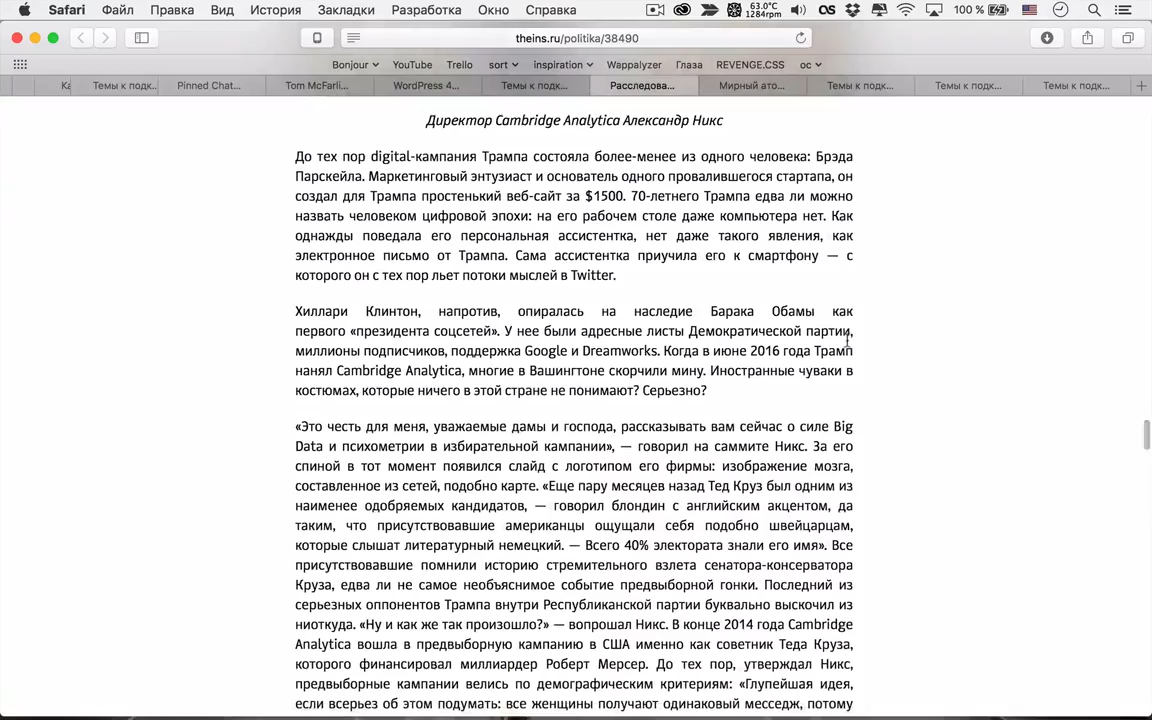 Safari Файл Правка Вид История Закладки Разработка Окно Справка 63.0°C 1284rpm 100 %
theins.ru/politika/38490
Bonjour YouTube Trello sort inspiration Wappalyzer Глаза REVENGE.CSS ос
Ка Темы к подк... Pinned Chat... Tom McFarli... WordPress 4... Темы к подк... Расследова... Мирный ато... Темы к подк... Темы к подк... Темы к подк...
Директор Cambridge Analytica Александр Никс
До тех пор digital-кампания Трампа состояла более-менее из одного человека: Брэда
Парскейла. Маркетинговый энтузиаст и основатель одного провалившегося стартапа, он
создал для Трампа простенький веб-сайт за $1500. 70-летнего Трампа едва ли можно
назвать человеком цифровой эпохи: на его рабочем столе даже компьютера нет. Как
однажды поведала его персональная ассистентка, нет даже такого явления, как
электронное письмо от Трампа. Сама ассистентка приучила его к смартфону — с
которого он с тех пор льет потоки мыслей в Twitter.
Хиллари Клинтон, напротив, опиралась на наследие Барака Обамы как
первого «президента соцсетей». У нее были адресные листы Демократической партии,
миллионы подписчиков, поддержка Google и Dreamworks. Когда в июне 2016 года Трамп
нанял Cambridge Analytica, многие в Вашингтоне скорчили мину. Иностранные чуваки в
костюмах, которые ничего в этой стране не понимают? Серьезно?
«Это честь для меня, уважаемые дамы и господа, рассказывать вам сейчас о силе Big
Data и психометрии в избирательной кампании», — говорил на саммите Никс. За его
спиной в тот момент появился слайд с логотипом его фирмы: изображение мозга,
составленное из сетей, подобно карте. «Еще пару месяцев назад Тед Круз был одним из
наименее одобряемых кандидатов, — говорил блондин с английским акцентом, да
таким, что присутствовавшие американцы ощущали себя подобно швейцарцам,
которые слышат литературный немецкий. — Всего 40% электората знали его имя». Все
присутствовавшие помнили историю стремительного взлета сенатора-консерватора
Круза, едва ли не самое необъяснимое событие предвыборной гонки. Последний из
серьезных оппонентов Трампа внутри Республиканской партии буквально выскочил из
ниоткуда. «Ну и как же так произошло?» — вопрошал Никс. В конце 2014 года Cambridge
Analytica вошла в предвыборную кампанию в США именно как советник Теда Круза,
которого финансировал миллиардер Роберт Мерсер. До тех пор, утверждал Никс,
предвыборные кампании велись по демографическим критериям: «Глупейшая идея,
если всерьез об этом подумать: все женщины получают одинаковый месседж, потому